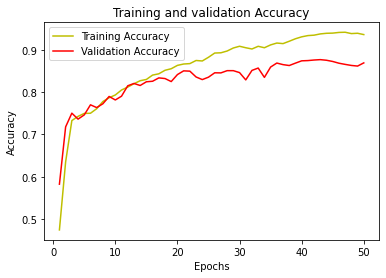 Training and validation Accuracy
Training Accuracy
Validation Accuracy
Accuracy
0.9
0.8
0.7
0.6
0.5
0
10
20
30
40
50
Epochs